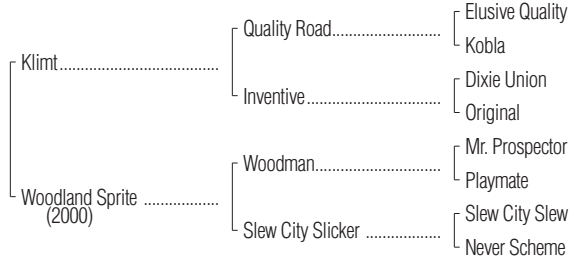 Elusive Quality
Quality Road..................................
Kobla
Klimt.....................................
Dixie Union
Inventive.........................................
Original
Mr. Prospector
Woodman......................................
Playmate
Woodland Sprite ..................
(2000)
Slew City Slew
Slew City Slicker ...................
Never Scheme